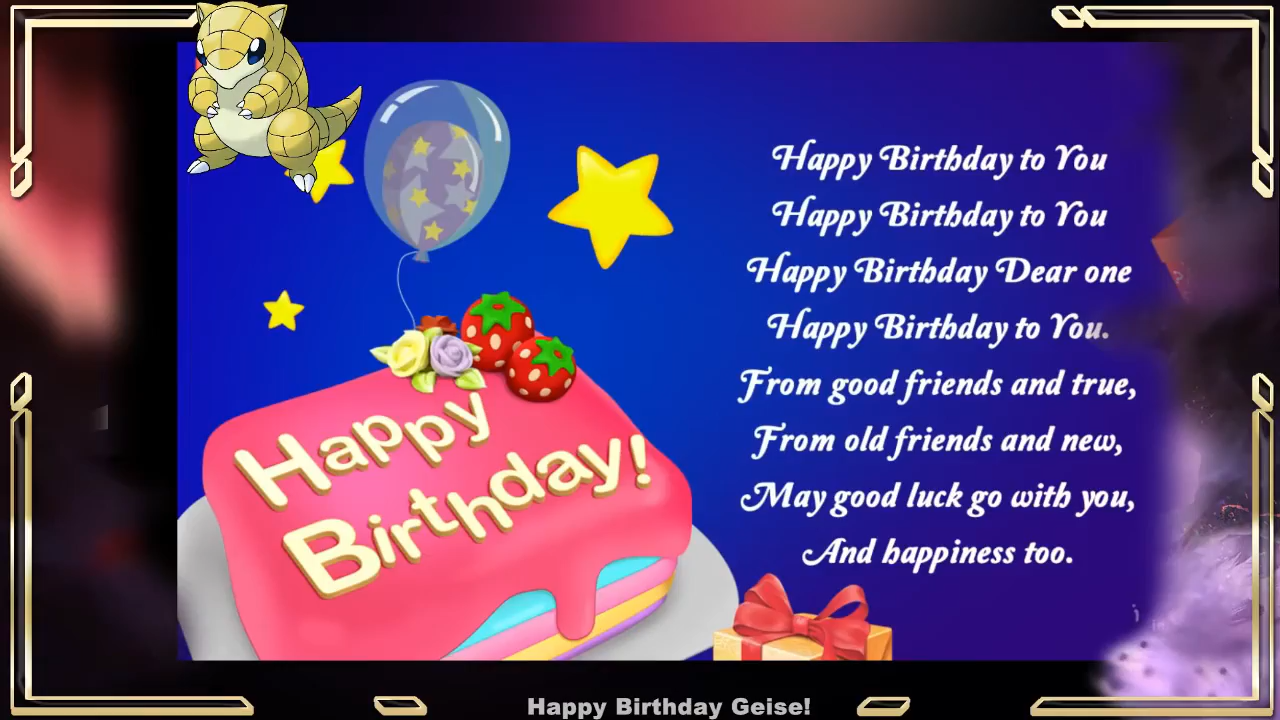 Happy Birthday to You
Happy Birthday to You
Happy Birthday Dear one
Happy Birthday to You.
From good friends and true,
From old friends and new,
May good luck go with you,
And happiness too.
Happy
Birthday!
Happy Birthday Geise!